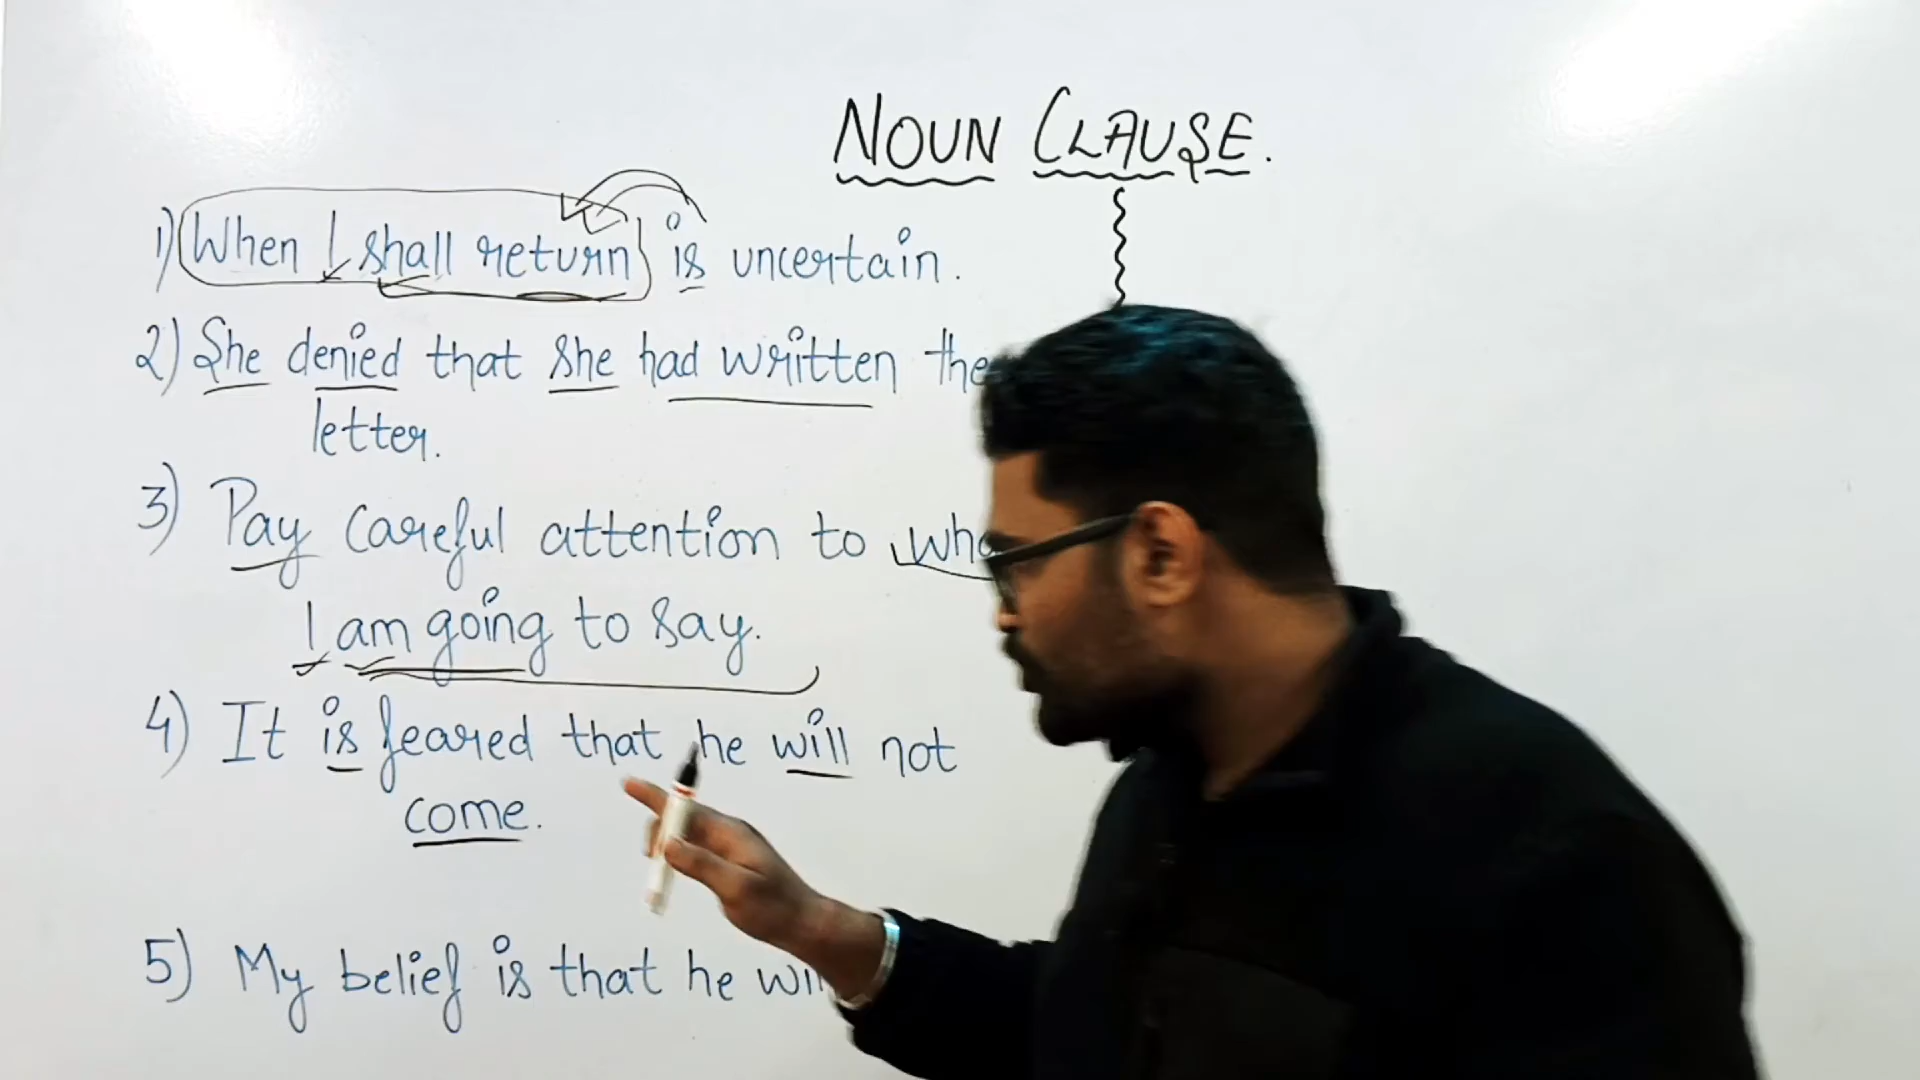 NOUN CLAUSE.
1) When I shall return is uncertain.
2) She denied that she had written the
letter.
3) Pay careful attention to
I am going to say.
4) It is feared that he will not
come.
5) My belief is that he